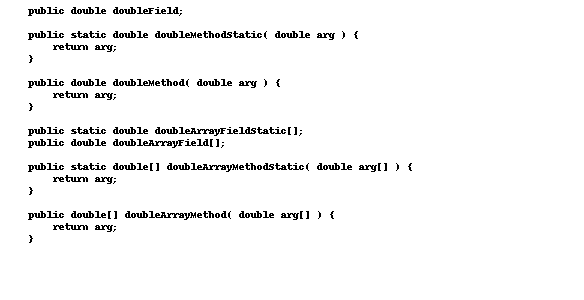 public double doubleField;
public static double doubleMethodStatic( double arg ) {
return arg;
}
public double doubleMethod( double arg ) {
return arg;
}
public static double doubleArrayFieldStatic[];
public double doubleArrayField[];
public static double[] doubleArrayMethodStatic( double arg[] ) {
return arg;
}
public double[] doubleArrayMethod( double arg[] ) {
return arg;
}